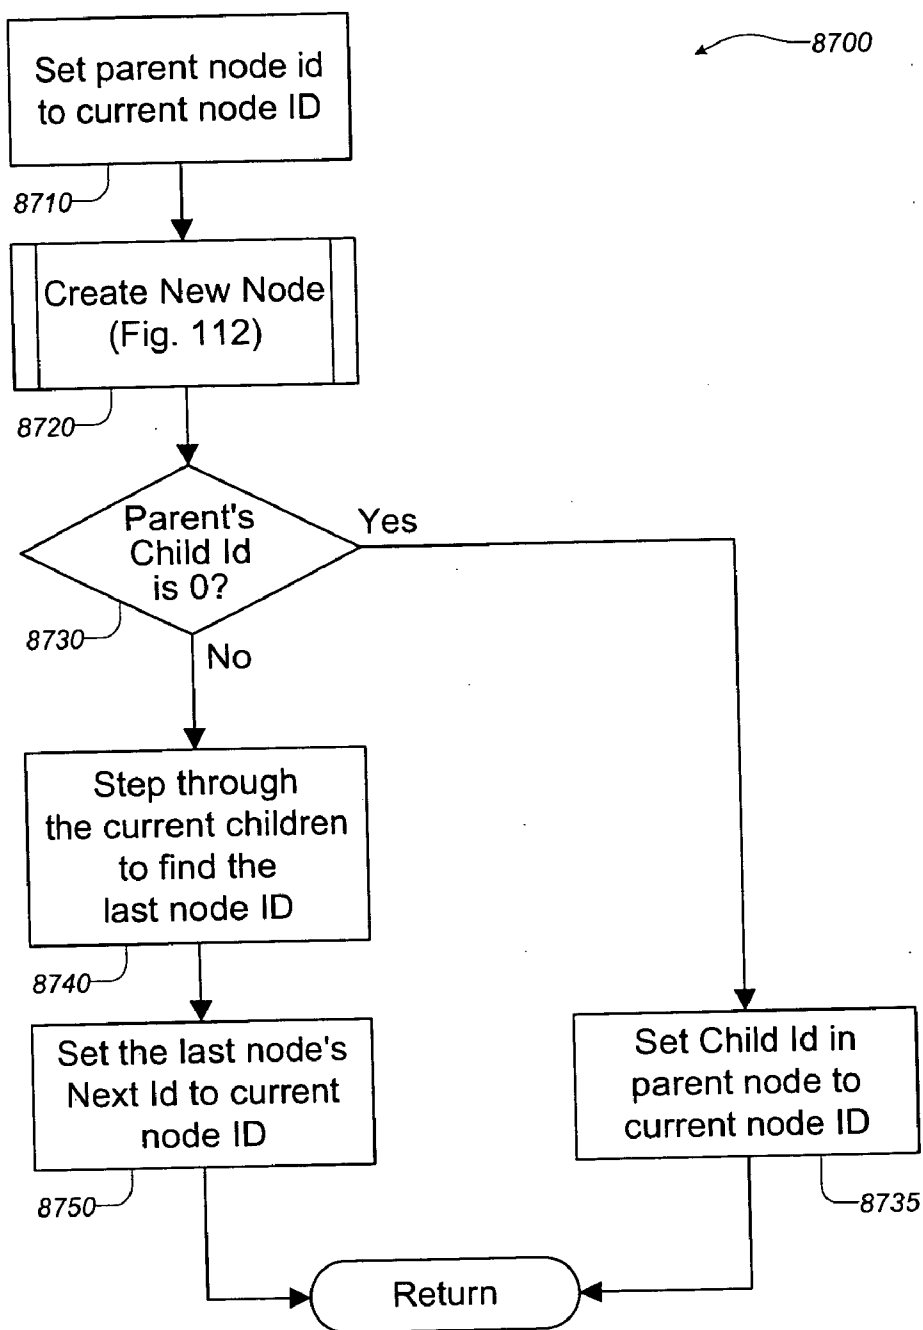 8700
Set parent node id
to current node ID
8710
Create New Node
(Fig. 112)
8720
Parent's
Child Id
is 0?
Yes
8730
No
Step through
the current children
to find the
last node ID
8740
Set the last node's
Next Id to current
node ID
8750
Set Child Id in
parent node to
current node ID
8735
Return